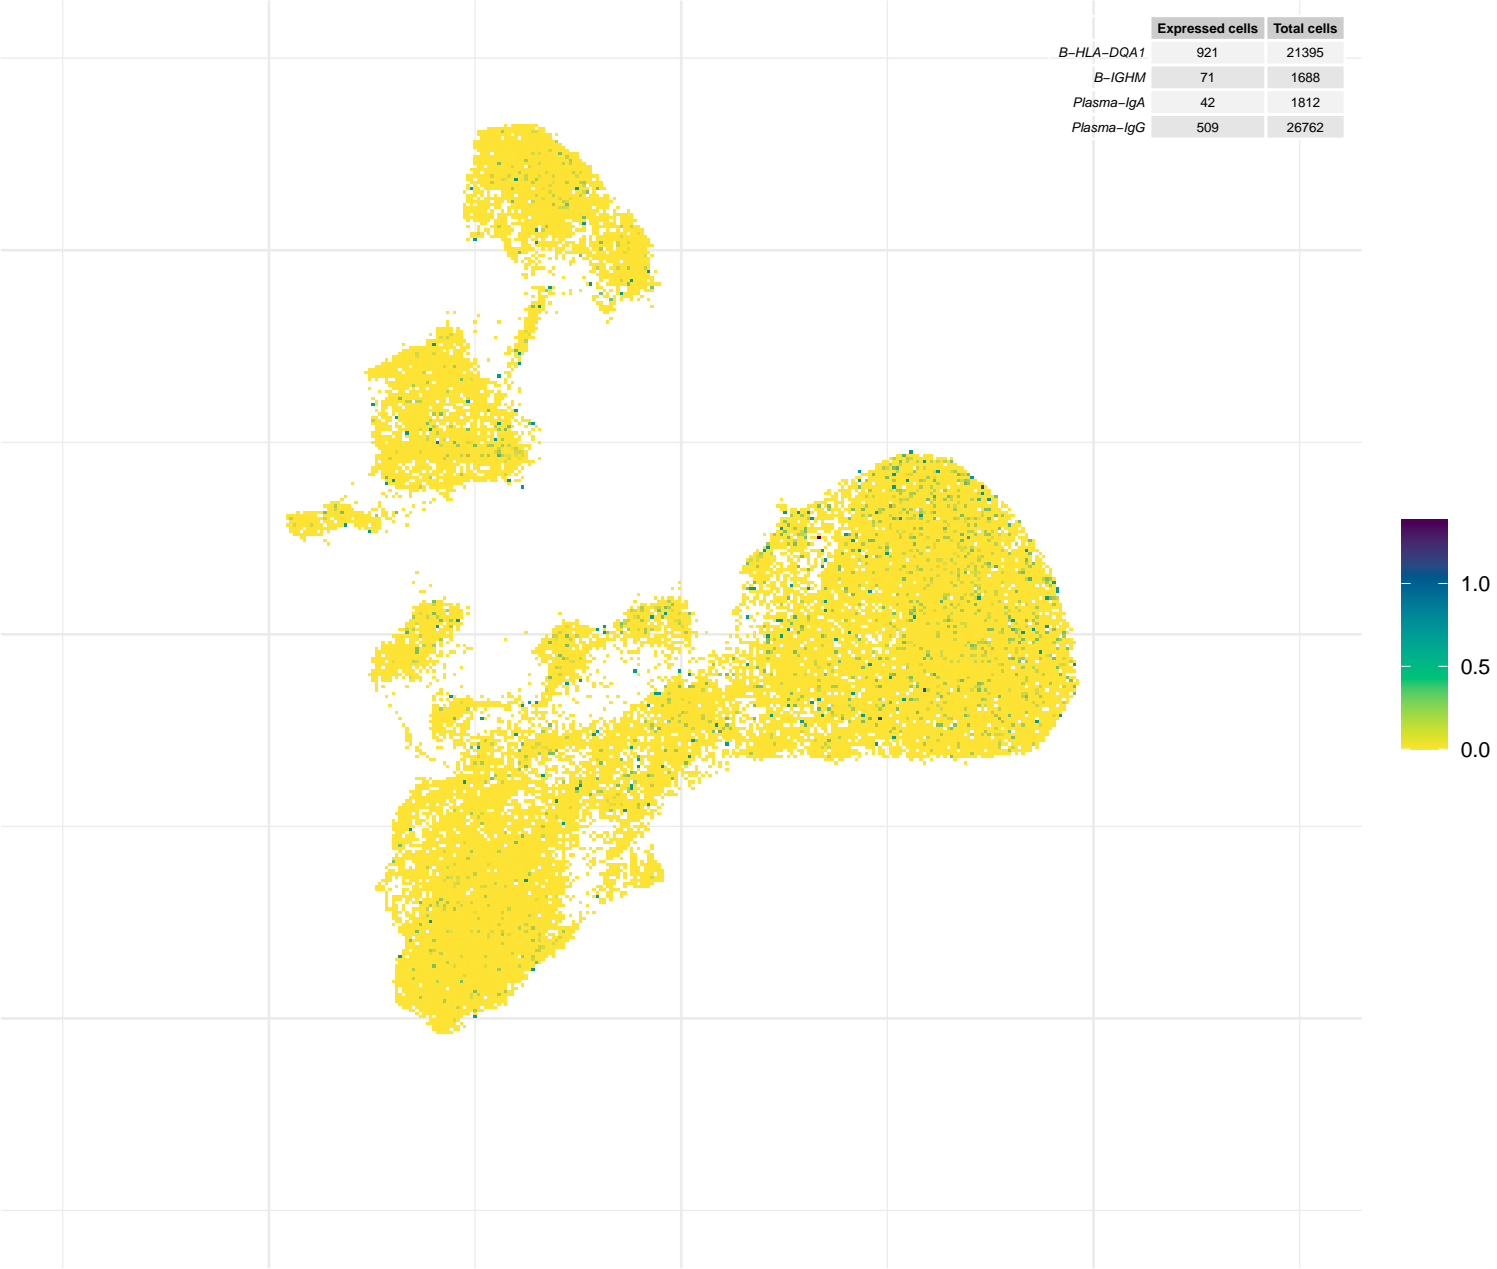 Expressed cells Total cells
B−HLA−DQA1 921 21395
B−IGHM 71 1688
Plasma−IgA 42 1812
Plasma−IgG 509 26762
1.0
0.5
0.0